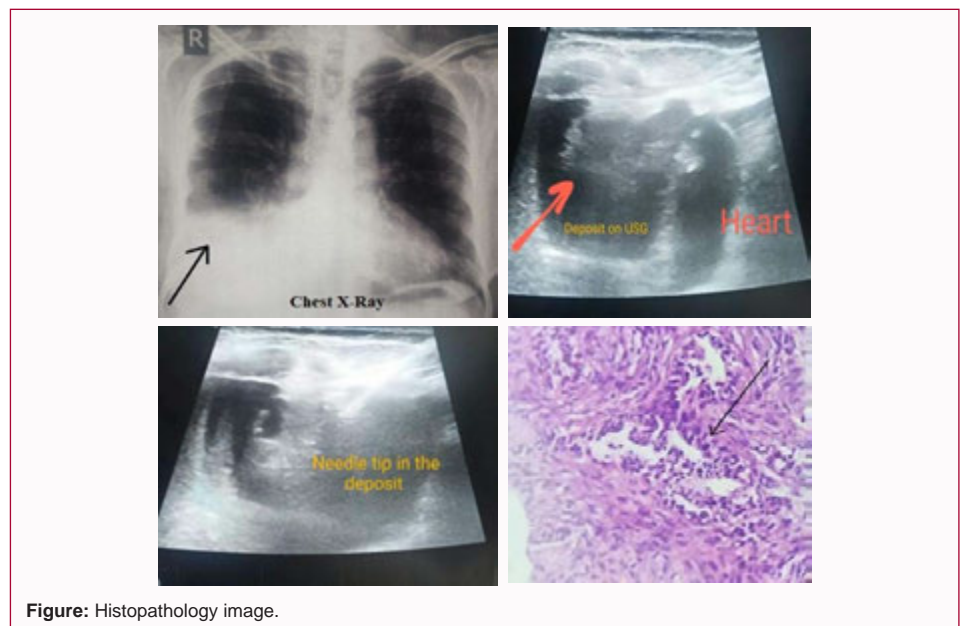 R
Chest X-Ray
Deposit on USG
Heart
Needle tip in the
deposit
Figure: Histopathology image.